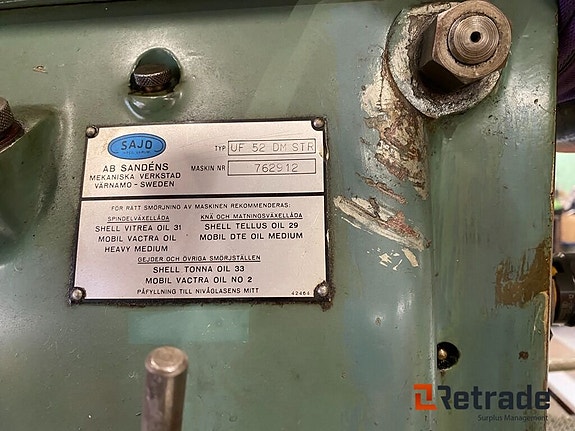 SAJO
TYP UF 52 DM STR
AB SANDÉNS
MEKANISKA VERKSTAD
VÄRNAMO - SWEDEN
MASKIN NR 762912
FÖR RÄTT SMÖRJNING AV MASKINEN REKOMMENDERAS:
SPINDELVÄXELLÅDA
SHELL VITREA OIL 31
MOBIL VACTRA OIL
HEAVY MEDIUM
KNÄ OCH MATNINGSVÄXELLÅDA
SHELL TELLUS OIL 29
MOBIL DTE OIL MEDIUM
GEJDER OCH ÖVRIGA SMÖRJSTÄLLEN
SHELL TONNA OIL 33
MOBIL VACTRA OIL NO 2
PÅFYLLNING TILL NIVÅGLASENS MITT
42464
Retrade
Surplus Management